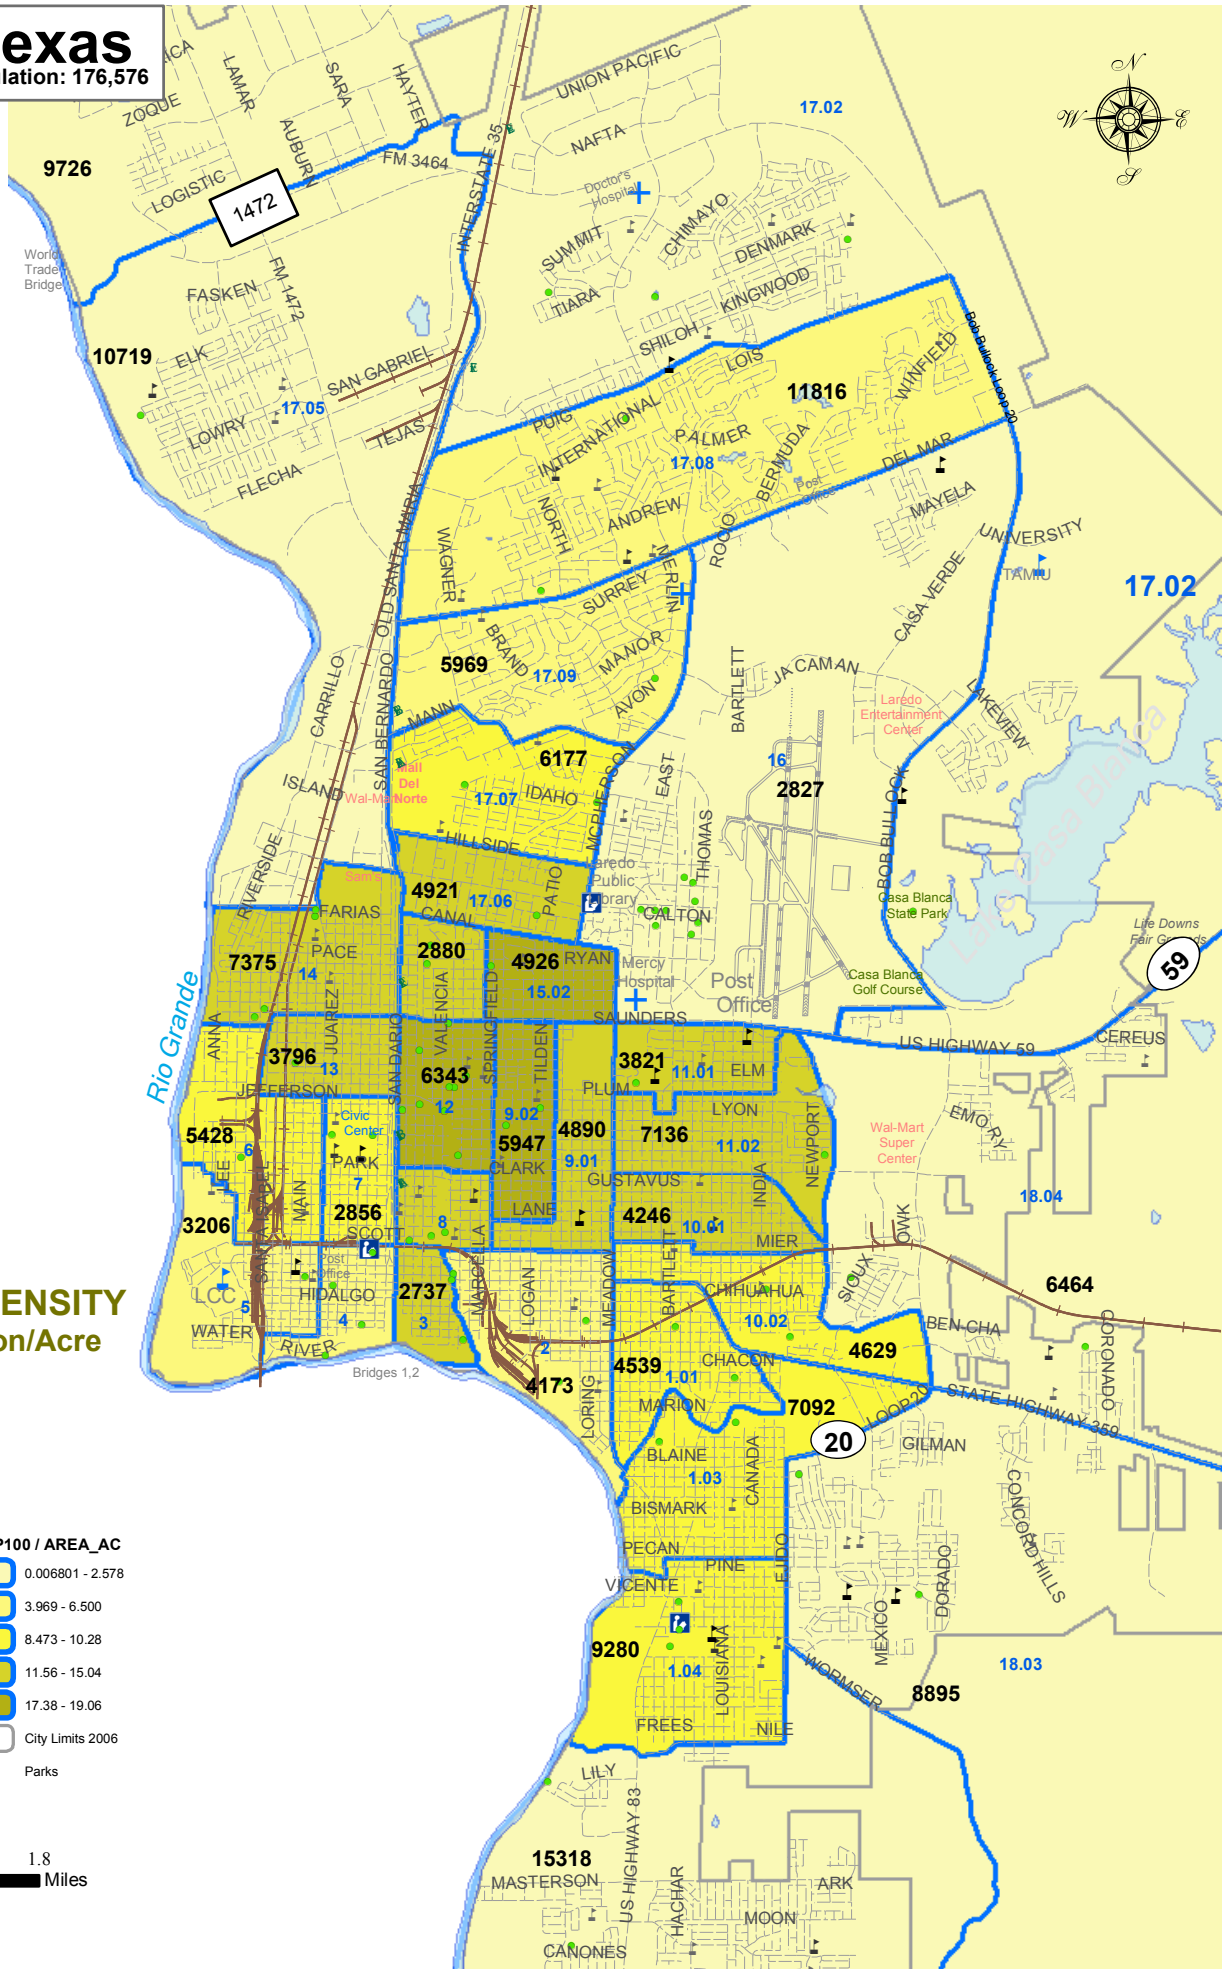 exas
lation: 176,576
N
W
E
S
ICA
ZOQUE
LAMAR
SARA
HAYTER
AUBURN
LOGISTIC
FM 3464
INTERSTATE 35
UNION PACIFIC
NAFTA
17.02
9726
1472
World
Trade
Bridge
Doctor's
Hospital
CHIMAYO
SUMMIT
DENMARK
KINGWOOD
TIARA
SHILOH
FM 1472
FASKEN
10719
ELK
SAN GABRIEL
17.05
LOWRY
TEJAS
FLECHA
LOIS
11816
WINFIELD
Bob Bullock Loop 20
PUIG
INTERNATIONAL
PALMER
17.08
BERMUDA
DEL MAR
Post
Office
MAYELA
NORTH
ANDREW
ROCIO
UNIVERSITY
TAMIU
17.02
WAGNER
OLD SANTA MARIA
SURREY
MERLIN
CASA VERDE
BRAND
5969
17.09
MANOR
AVON
MANN
BARTLETT
JACAMAN
Laredo
Entertainment
Center
LAKEVIEW
CARRILLO
SAN BERNARDO
ISLAND
Mall
Del
Norte
Wal-Mart
6177
17.07
IDAHO
MCPHERSON
EAST
16
2827
THOMAS
BOB BULLOCK
Lake Casa Blanca
HILLSIDE
RIVERSIDE
Sam's
4921
17.06
PATIO
CANAL
Laredo
Public
Library
CALTON
Casa Blanca
State Park
Life Downs
Fair Grounds
59
FARIAS
7375
PACE
14
2880
4926
RYAN
15.02
Mercy
Hospital
Post
Office
Casa Blanca
Golf Course
Rio Grande
ANNA
JUAREZ
VALENCIA
SPRINGFIELD
SAUNDERS
US HIGHWAY 59
CEREUS
3796
13
JEFFERSON
SAN DARIO
6343
12
TILDEN
9.02
5947
PLUM
3821
11.01
ELM
LYON
EMORY
5428
6
Civic
Center
PARK
7
CLARK
4890
9.01
7136
11.02
NEWPORT
Wal-Mart
Super
Center
LEE
SANTA ISABEL
MAIN
GUSTAVUS
INDIA
18.04
3206
2856
SCOTT
8
LANE
4246
10.01
MIER
OWK
Post
Office
LCC
5
HIDALGO
4
WATER
RIVER
2737
3
MARCELLA
LOGAN
MEADOW
BARTLETT
CHIHUAHUA
10.02
SIOUX
6464
BEN-CHA
CORONADO
ENSITY
on/Acre
Bridges 1,2
2
4173
LORING
4539
1.01
CHACON
MARION
4629
7092
LOOP 20
STATE HIGHWAY 359
20
GILMAN
BLAINE
1.03
CANADA
BISMARK
CONCORD HILLS
PECAN
PINE
EJIDO
VICENTE
DORADO
MEXICO
9280
1.04
LOUISIANA
WORMSER
18.03
8895
FREES
NILE
P100 / AREA_AC
0.006801 - 2.578
3.969 - 6.500
8.473 - 10.28
11.56 - 15.04
17.38 - 19.06
City Limits 2006
Parks
1.8
Miles
LILY
15318
MASTERSON
US HIGHWAY 83
HACHAR
ARK
MOON
CANONES